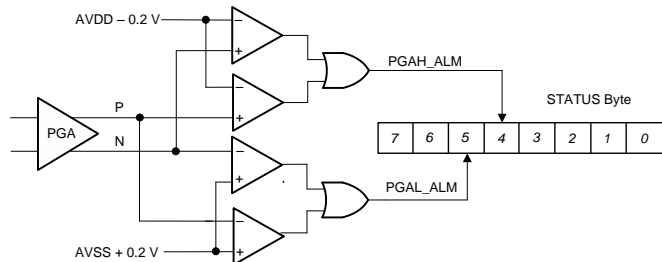 AVDD – 0.2 V
–
+
PGAH_ALM
–
+
STATUS Byte
P
PGA
7 6 5 4 3 2 1 0
N
–
+
PGAL_ALM
–
+
AVSS + 0.2 V